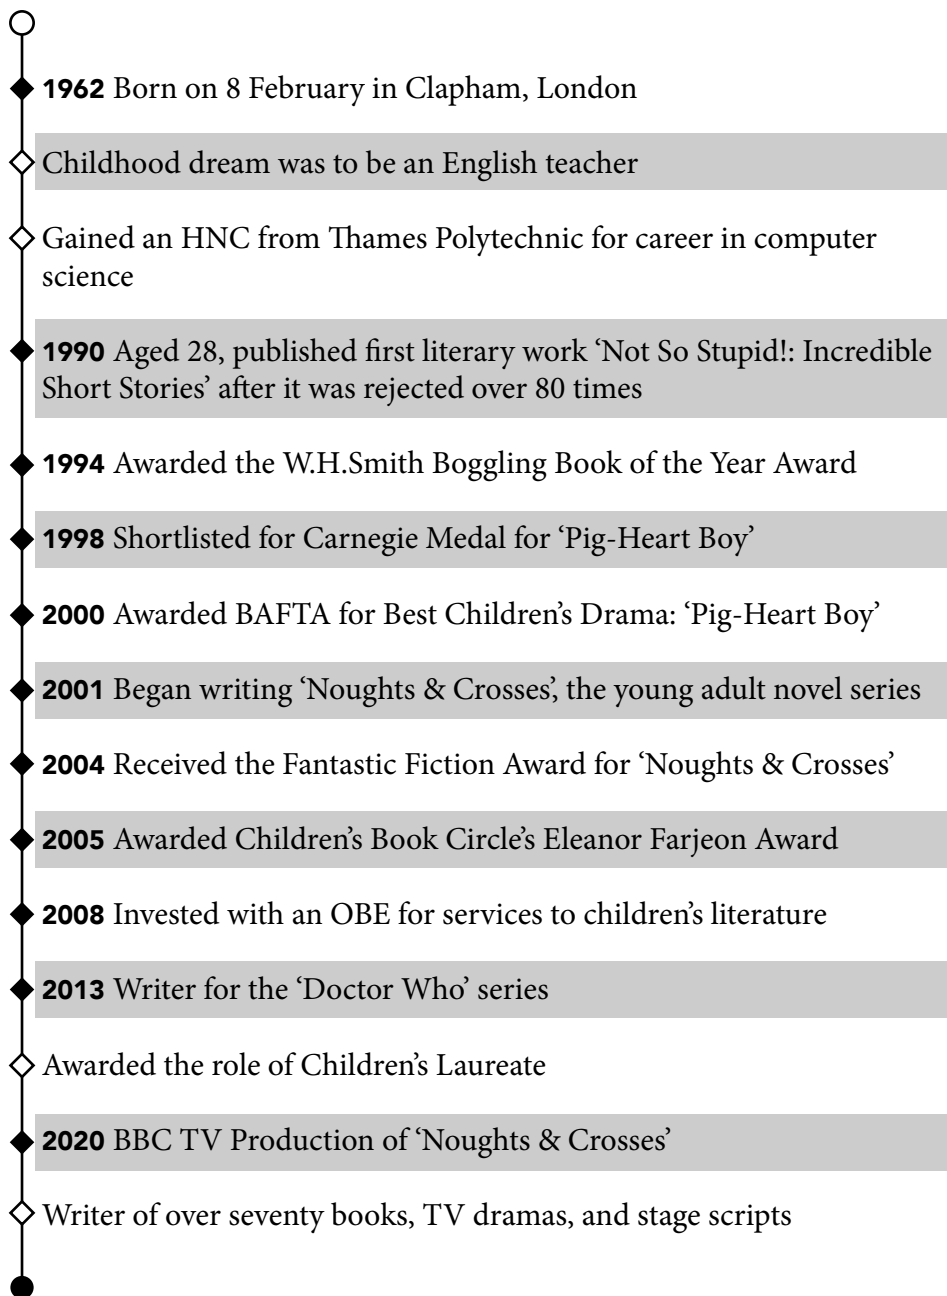 1962 Born on 8 February in Clapham, London
Childhood dream was to be an English teacher
Gained an HNC from Thames Polytechnic for career in computer
science
1990 Aged 28, published first literary work ‘Not So Stupid!: Incredible
Short Stories’ after it was rejected over 80 times
1994 Awarded the W.H.Smith Boggling Book of the Year Award
1998 Shortlisted for Carnegie Medal for ‘Pig-Heart Boy’
2000 Awarded BAFTA for Best Children’s Drama: ‘Pig-Heart Boy’
2001 Began writing ‘Noughts & Crosses’, the young adult novel series
2004 Received the Fantastic Fiction Award for ‘Noughts & Crosses’
2005 Awarded Children’s Book Circle’s Eleanor Farjeon Award
2008 Invested with an OBE for services to children’s literature
2013 Writer for the ‘Doctor Who’ series
Awarded the role of Children’s Laureate
2020 BBC TV Production of ‘Noughts & Crosses’
Writer of over seventy books, TV dramas, and stage scripts